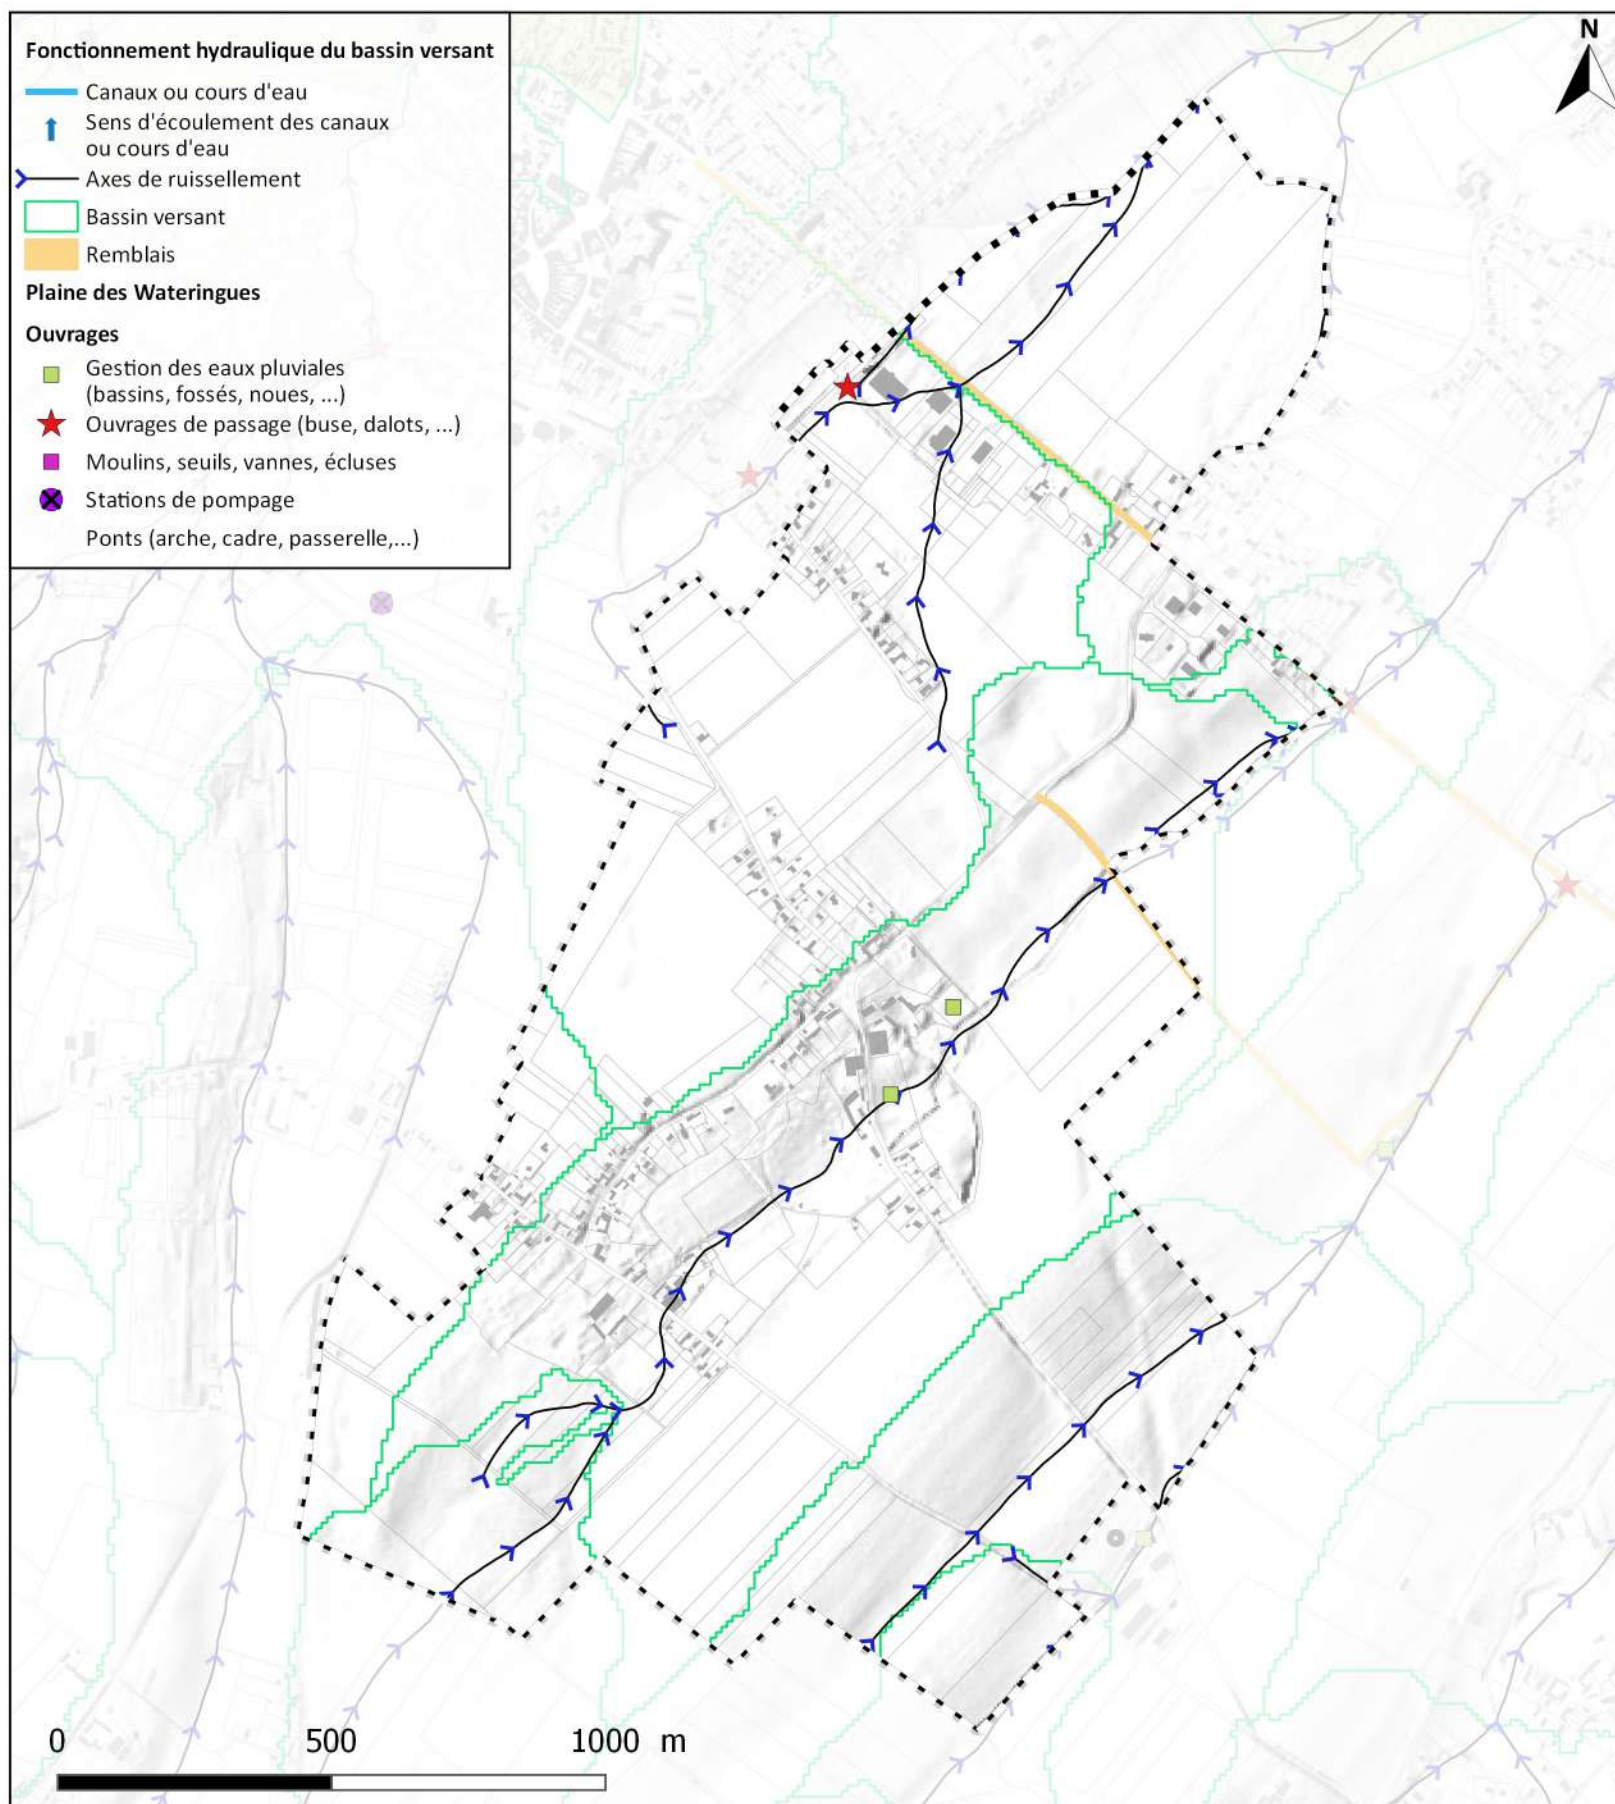 Fonctionnement hydraulique du bassin versant
Canaux ou cours d'eau
Sens d'écoulement des canaux
ou cours d'eau
Axes de ruissellement
Bassin versant
Remblais
Plaine des Wateringues
Ouvrages
Gestion des eaux pluviales
(bassins, fossés, noues, ...)
Ouvrages de passage (buse, dalots, ...)
Moulins, seuils, vannes, écluses
Stations de pompage
Ponts (arche, cadre, passerelle,...)
N
0 500 1000 m